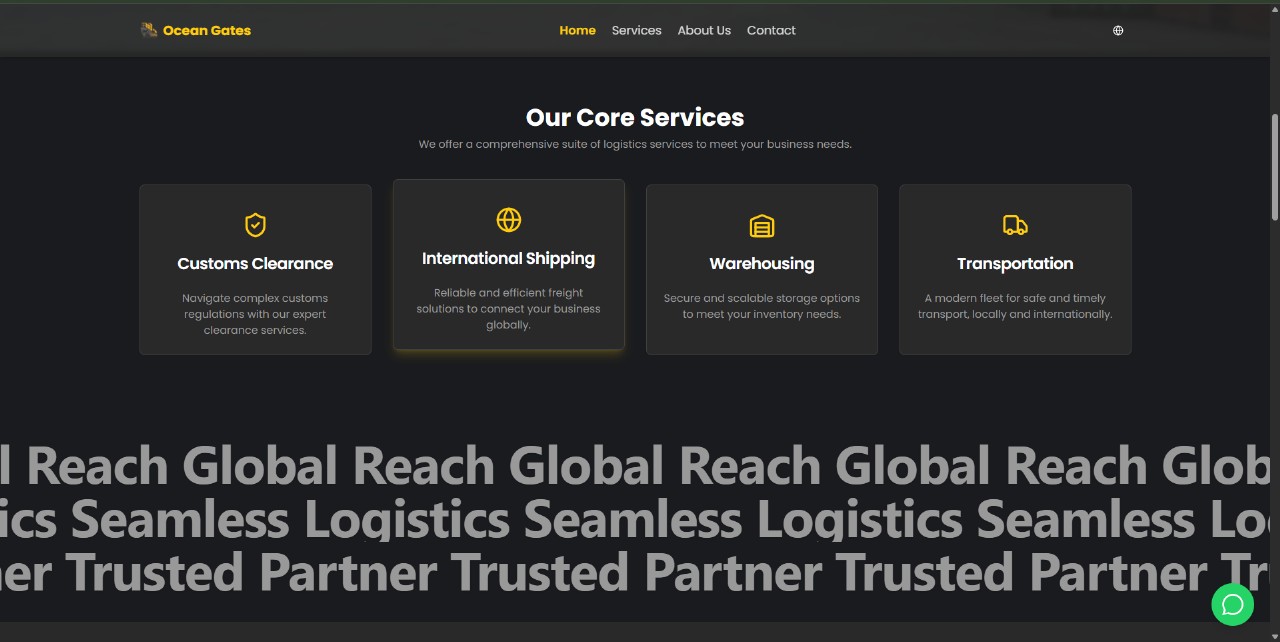 Ocean Gates
Home Services About Us Contact
Our Core Services
We offer a comprehensive suite of logistics services to meet your business needs.
Customs Clearance
Navigate complex customs
regulations with our expert
clearance services.
International Shipping
Reliable and efficient freight
solutions to connect your business
globally.
Warehousing
Secure and scalable storage options
to meet your inventory needs.
Transportation
A modern fleet for safe and timely
transport, locally and internationally.
l Reach Global Reach Global Reach Global Reach Glob
ics Seamless Logistics Seamless Logistics Seamless Lo
er Trusted Partner Trusted Partner Trusted Partner Tr